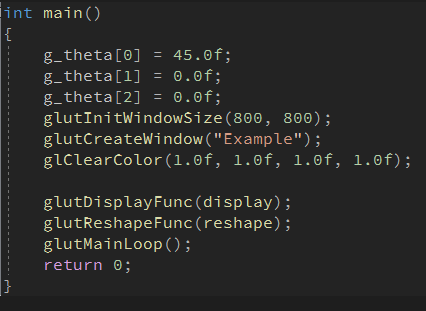 int main()
{
    g_theta[0] = 45.0f;
    g_theta[1] = 0.0f;
    g_theta[2] = 0.0f;
    glutInitWindowSize(800, 800);
    glutCreateWindow("Example");
    glClearColor(1.0f, 1.0f, 1.0f, 1.0f);

    glutDisplayFunc(display);
    glutReshapeFunc(reshape);
    glutMainLoop();
    return 0;
}